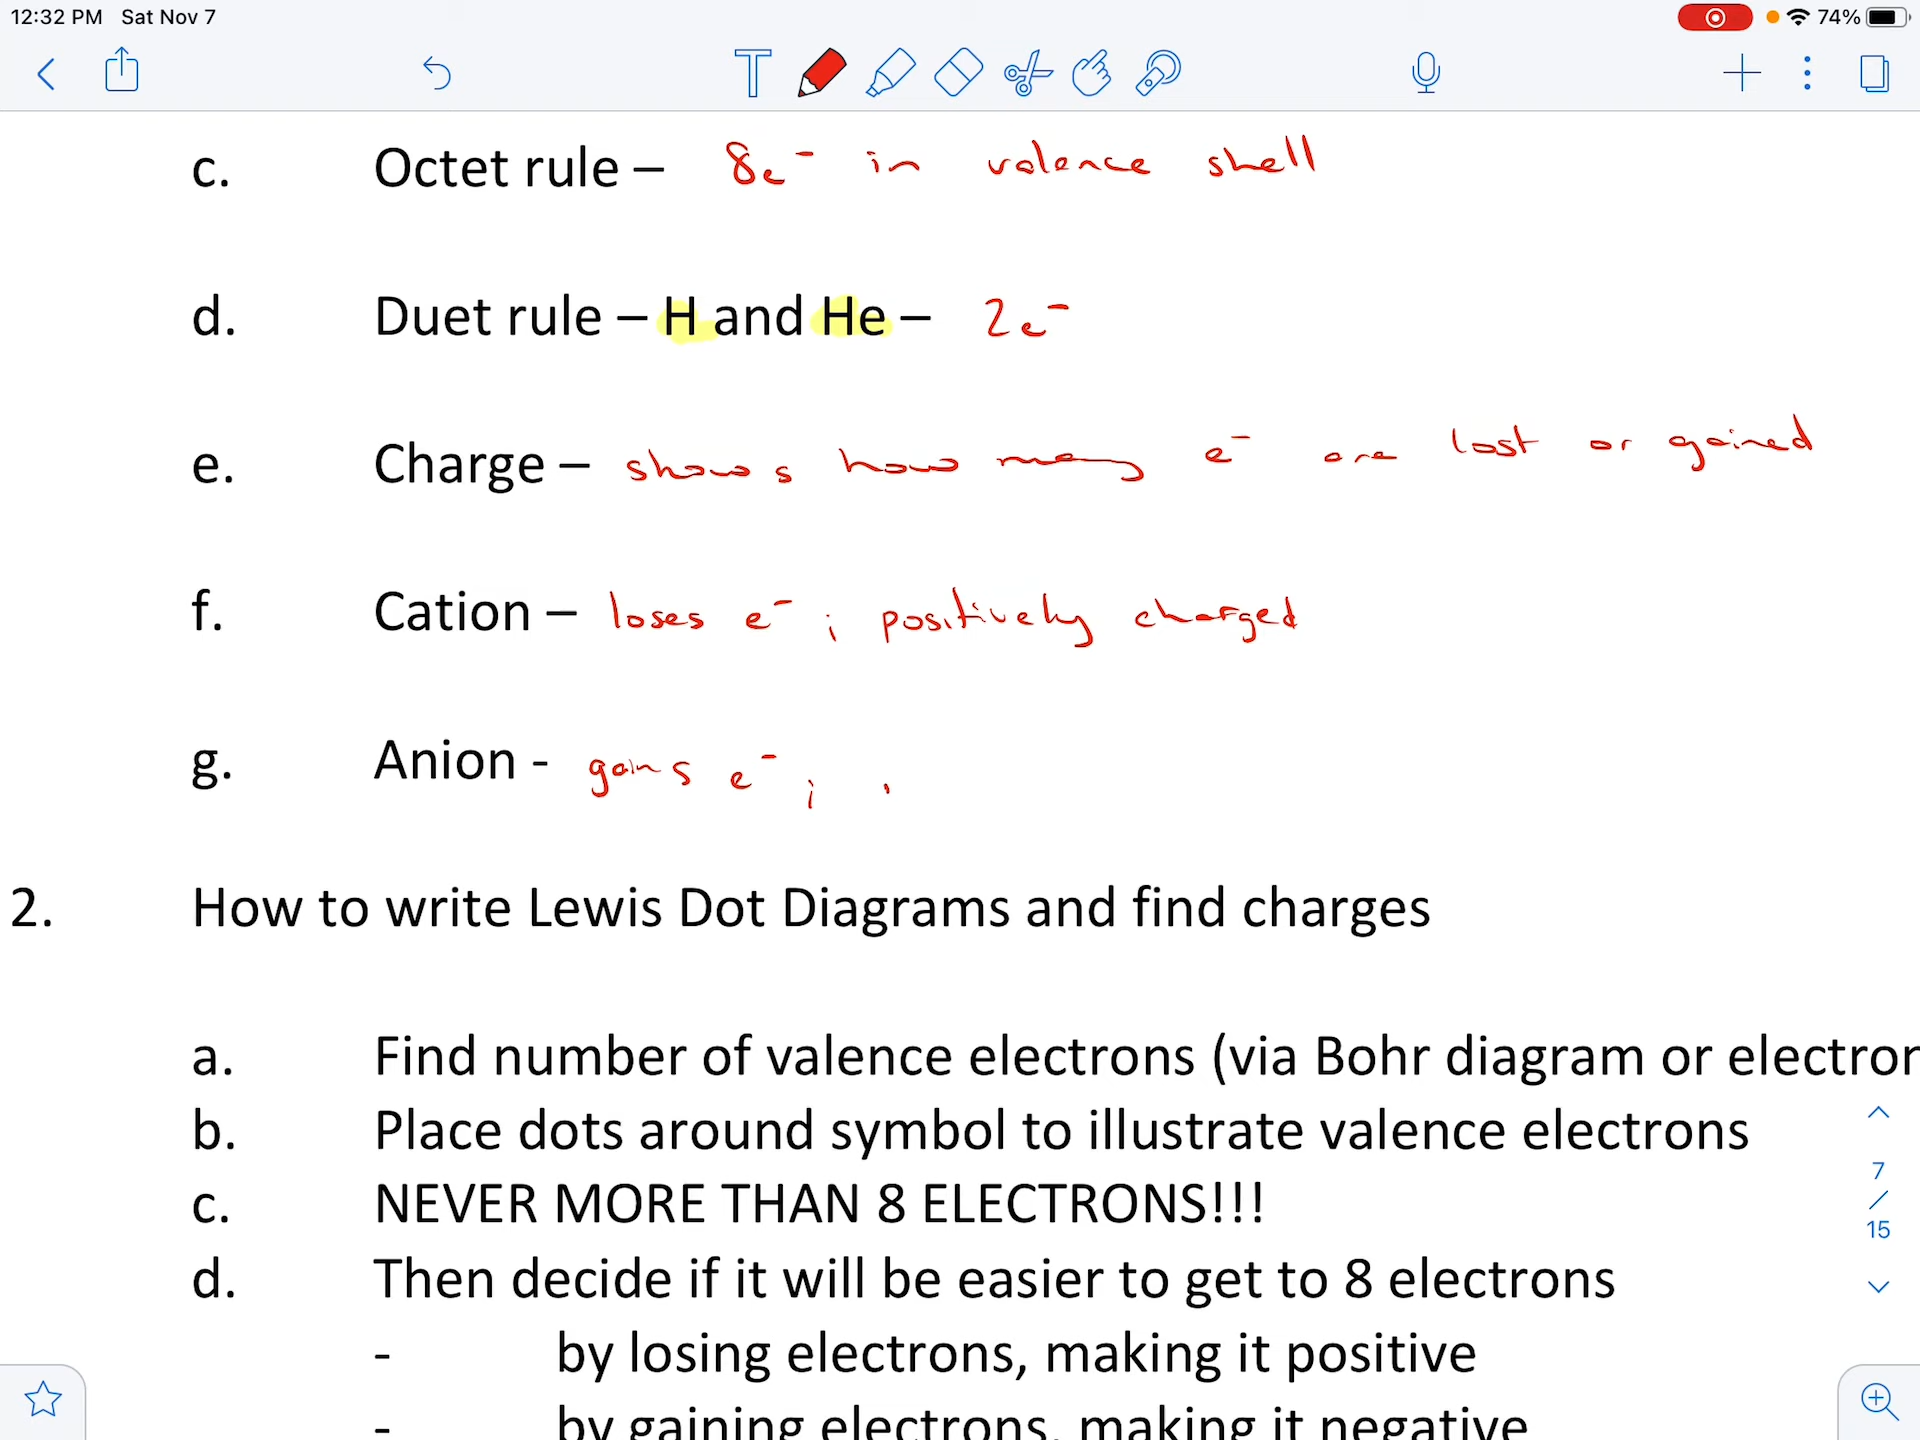 12:32 PM Sat Nov 7 74%
T
c. Octet rule – 8e⁻ in valence shell
d. Duet rule – H and He – 2e⁻
e. Charge – shows how many e⁻ are lost or gained
f. Cation – loses e⁻ ; positively charged
g. Anion - gains e⁻ ;
2. How to write Lewis Dot Diagrams and find charges
a. Find number of valence electrons (via Bohr diagram or electron
b. Place dots around symbol to illustrate valence electrons
c. NEVER MORE THAN 8 ELECTRONS!!!
d. Then decide if it will be easier to get to 8 electrons
- by losing electrons, making it positive
- by gaining electrons, making it negative
7
/
15